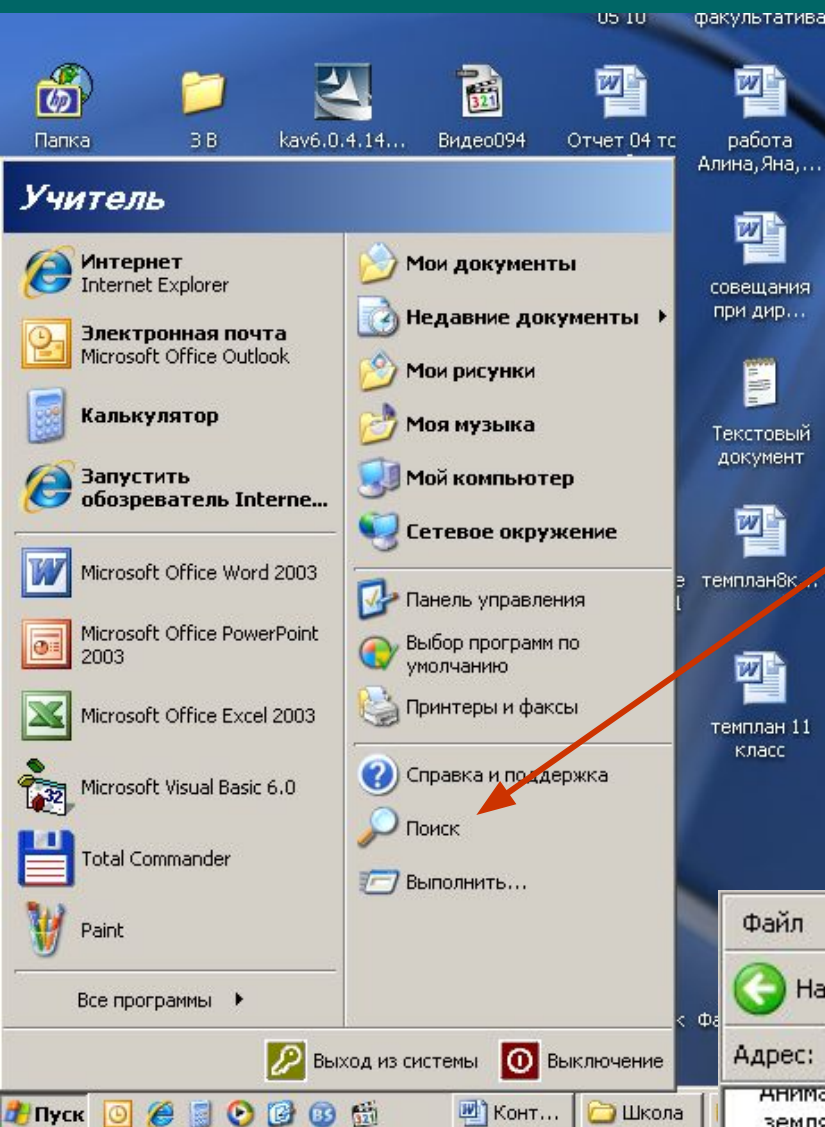 05 10
факультатива
Папка
3 В
kav6.0.4.14...
Видео094
Отчет 04 то
работа
Алина,Яна,...
Учитель
Интернет
Internet Explorer
Электронная почта
Microsoft Office Outlook
Калькулятор
Запустить
обозреватель Interne...
Microsoft Office Word 2003
Microsoft Office PowerPoint
2003
Microsoft Office Excel 2003
Microsoft Visual Basic 6.0
Total Commander
Paint
Все программы
Мои документы
Недавние документы
Мои рисунки
Моя музыка
Мой компьютер
Сетевое окружение
Панель управления
Выбор программ по
умолчанию
Принтеры и факсы
Справка и поддержка
Поиск
Выполнить...
Выход из системы
Выключение
совещания
при дир...
Текстовый
документ
темплан8к...
темплан 11
класс
Файл
На
Адрес:
Анима
земл
Пуск
Конт...
Школа